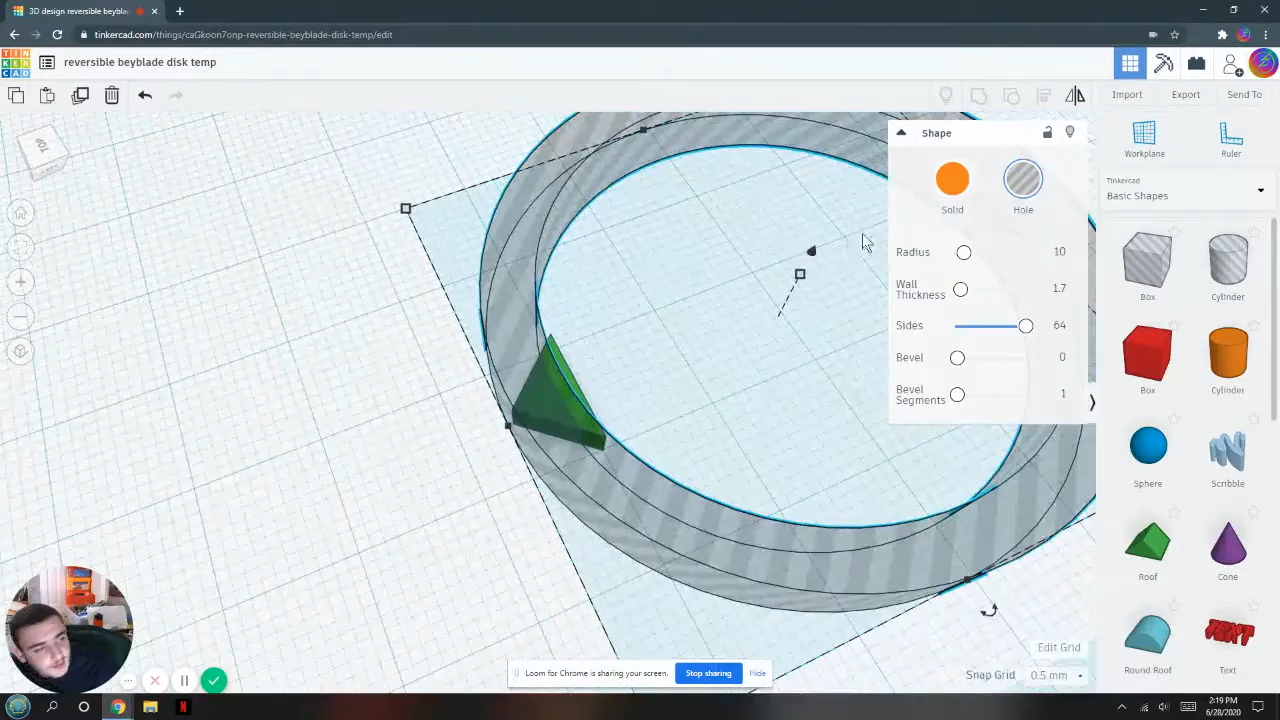 3D design reversible beyblad
tinkercad.com/things/caGkoon7onp-reversible-beyblade-disk-temp/edit
TIN
KER
CAD
reversible beyblade disk temp
Import
Export
Send To
TOP
Shape
Solid
Hole
Radius
10
Wall
Thickness
1.7
Sides
64
Bevel
0
Bevel
Segments
1
Workplane
Ruler
Tinkercad
Basic Shapes
Box
Cylinder
Box
Cylinder
Sphere
Scribble
Roof
Cone
Round Roof
TEXT
Text
Edit Grid
Snap Grid
0.5 mm
Loom for Chrome is sharing your screen.
Stop sharing
Hide
N
2:19 PM
6/28/2020